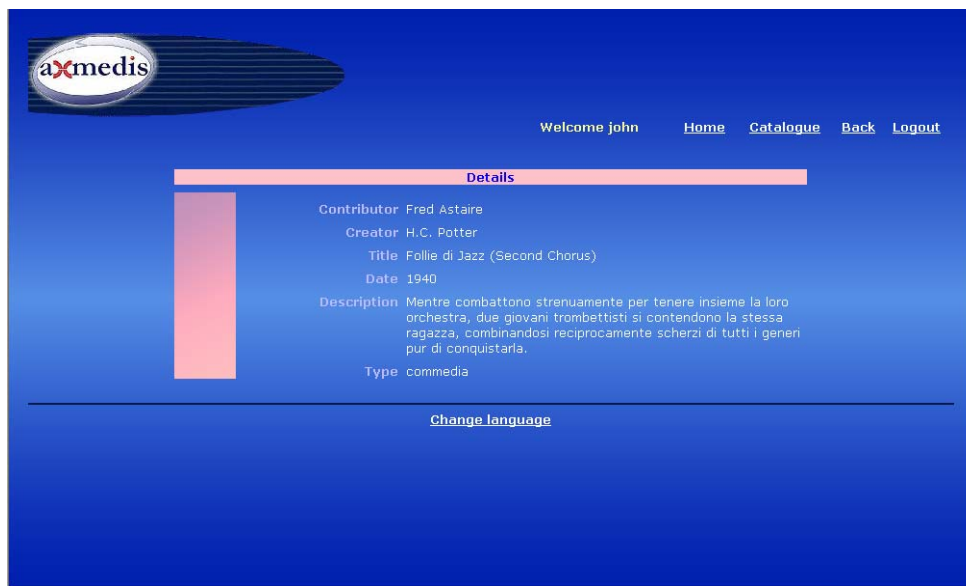 axmedis
Welcome john Home Catalogue Back Logout
Details
Contributor Fred Astaire
Creator H.C. Potter
Title Follie di Jazz (Second Chorus)
Date 1940
Description Mentre combattono strenuamente per tenere insieme la loro
orchestra, due giovani trombettisti si contendono la stessa
ragazza, combinandosi reciprocamente scherzi di tutti i generi
pur di conquistarla.
Type commedia
Change language